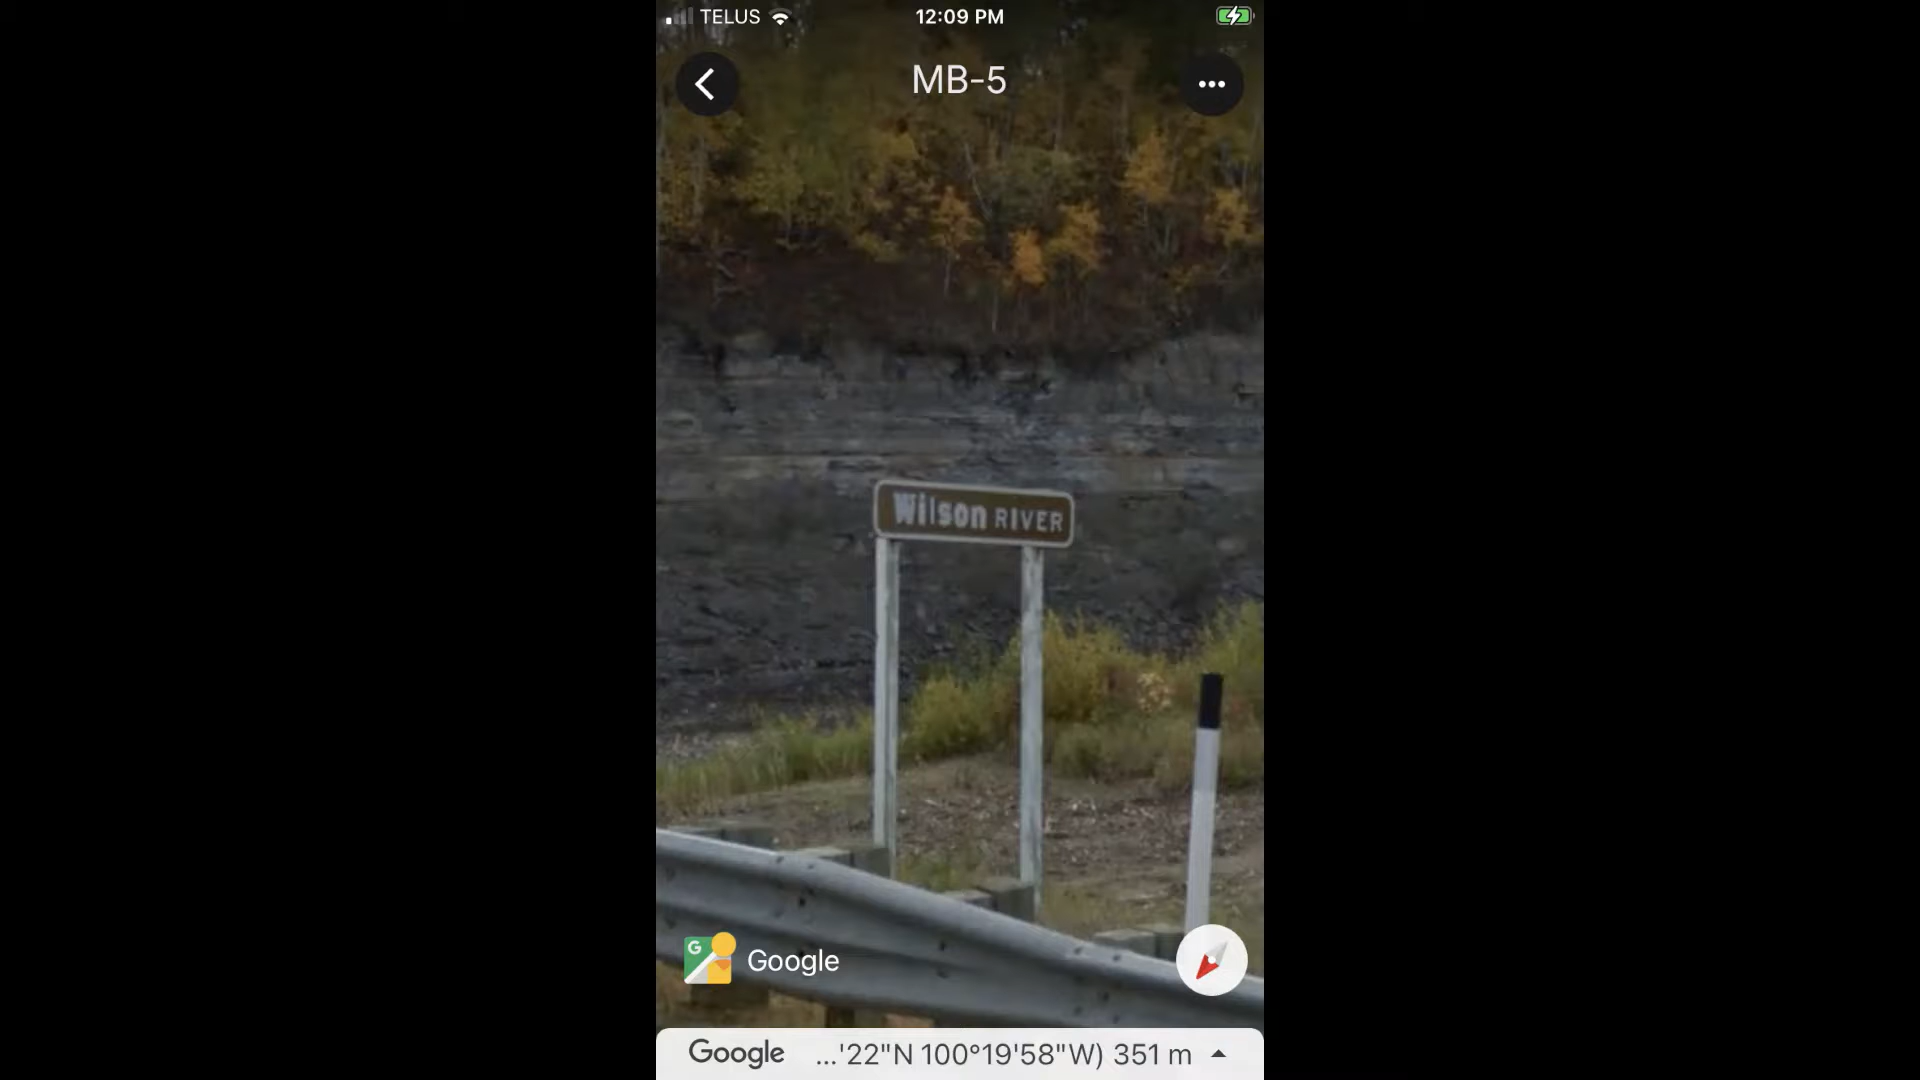 TELUS 12:09 PM
MB-5
Wilson RIVER
G
Google
Google ...'22"N 100°19'58"W) 351 m